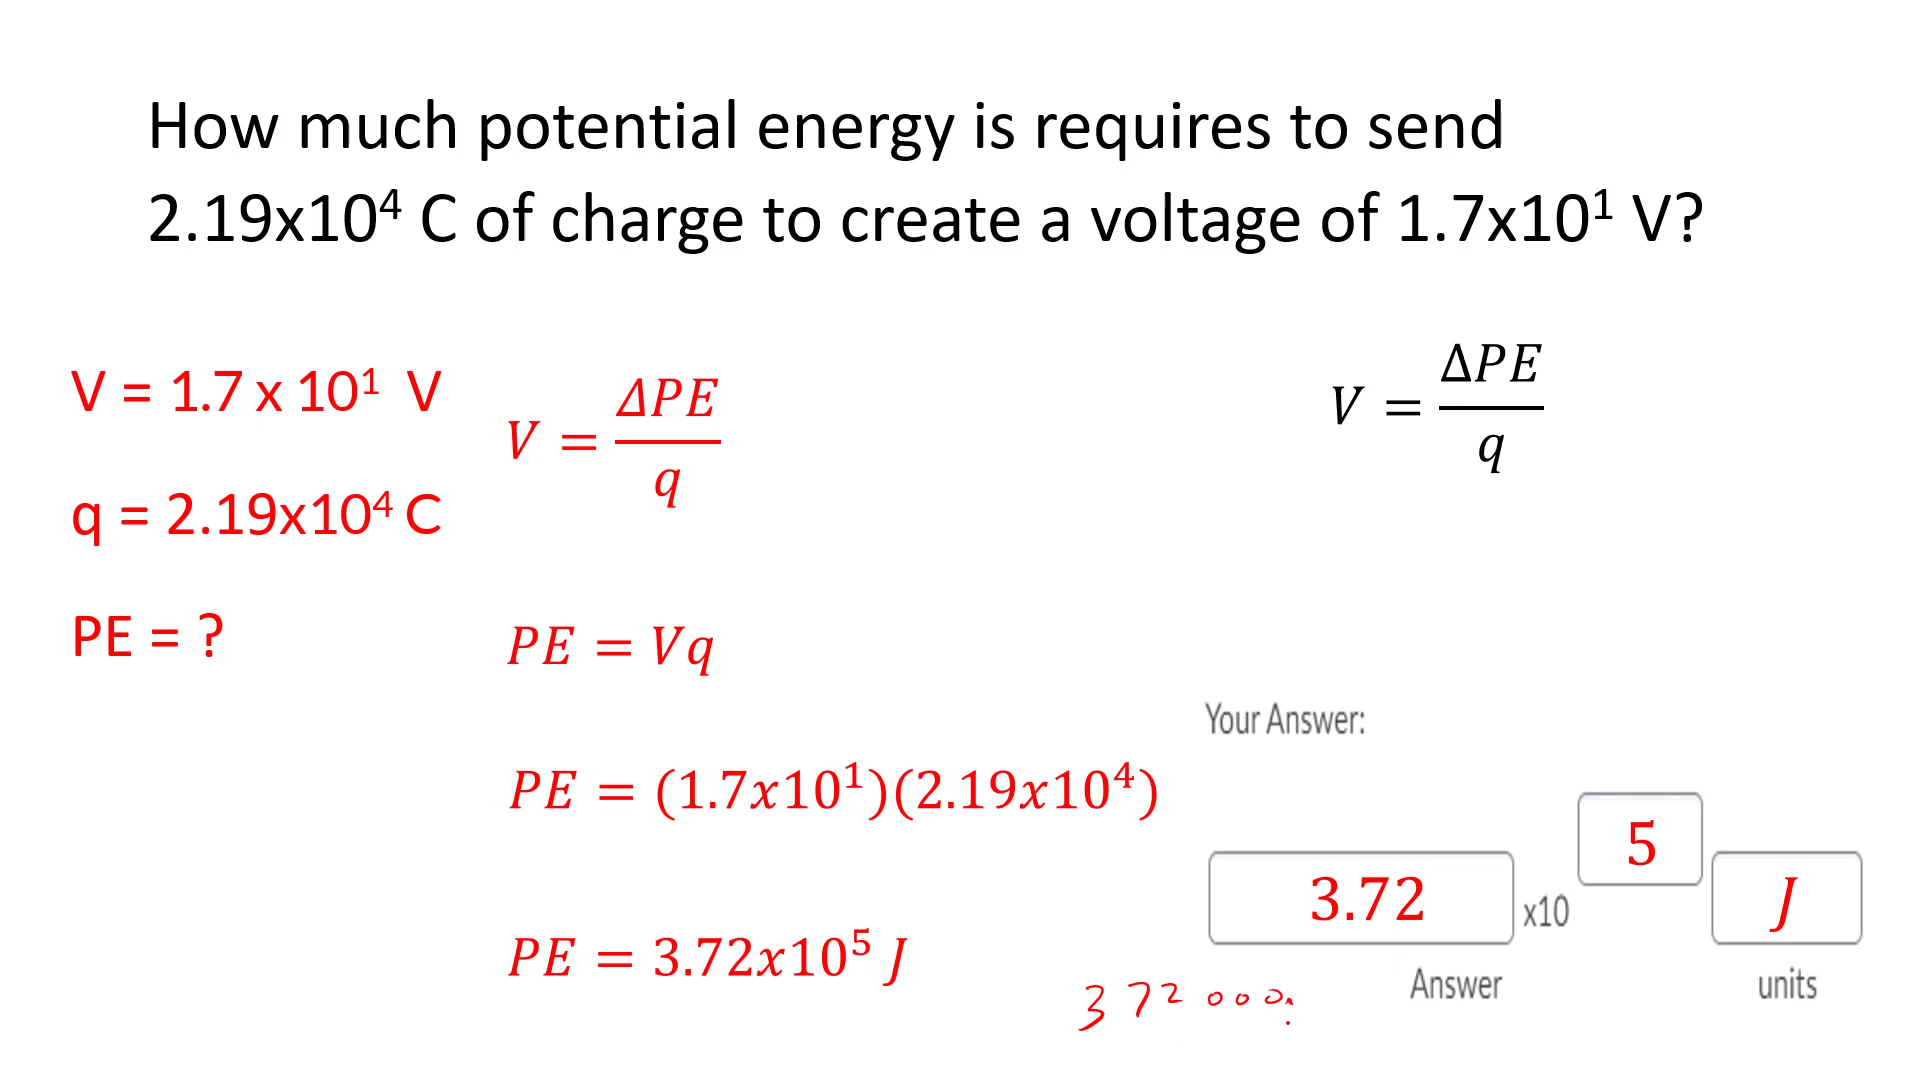 How much potential energy is requires to send
2.19x10⁴ C of charge to create a voltage of 1.7x10¹ V?
V = 1.7 x 10¹ V
q = 2.19x10⁴ C
PE = ?
V = ΔPE / q
PE = Vq
PE = (1.7x10¹)(2.19x10⁴)
PE = 3.72x10⁵ J
V = ΔPE / q
Your Answer:
3.72 x10 5 J
Answer units
372000.